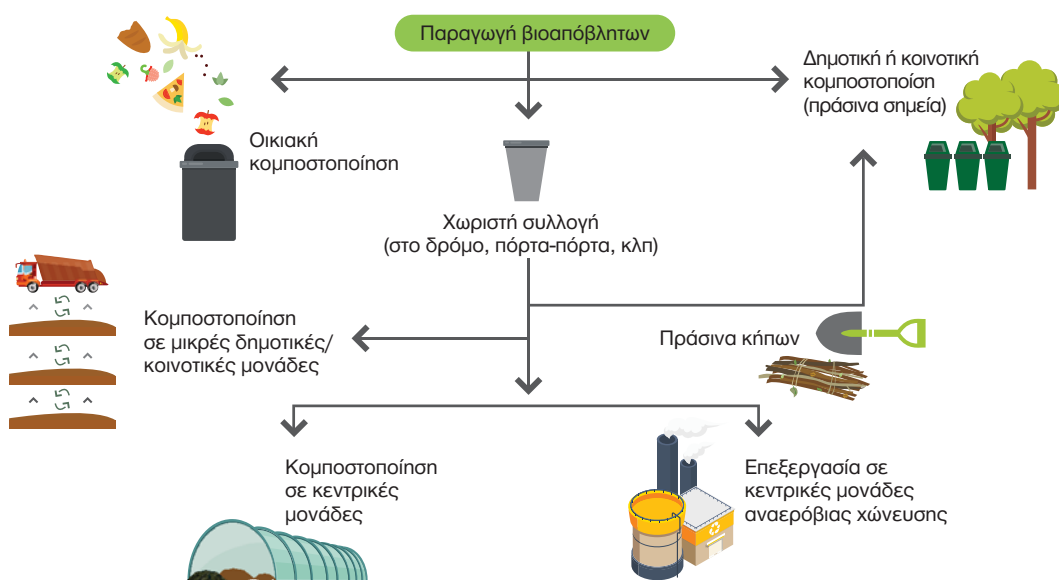 Παραγωγή βιοαπόβλητων
Δημοτική ή κοινοτική
κομποστοποίση
(πράσινα σημεία)
Οικιακή
κομποστοποίηση
Χωριστή συλλογή
(στο δρόμο, πόρτα-πόρτα, κλπ)
Κομποστοποίηση
σε μικρές δημοτικές/
κοινοτικές μονάδες
Πράσινα κήπων
Κομποστοποίηση
σε κεντρικές
μονάδες
Επεξεργασία σε
κεντρικές μονάδες
αναερόβιας χώνευσης